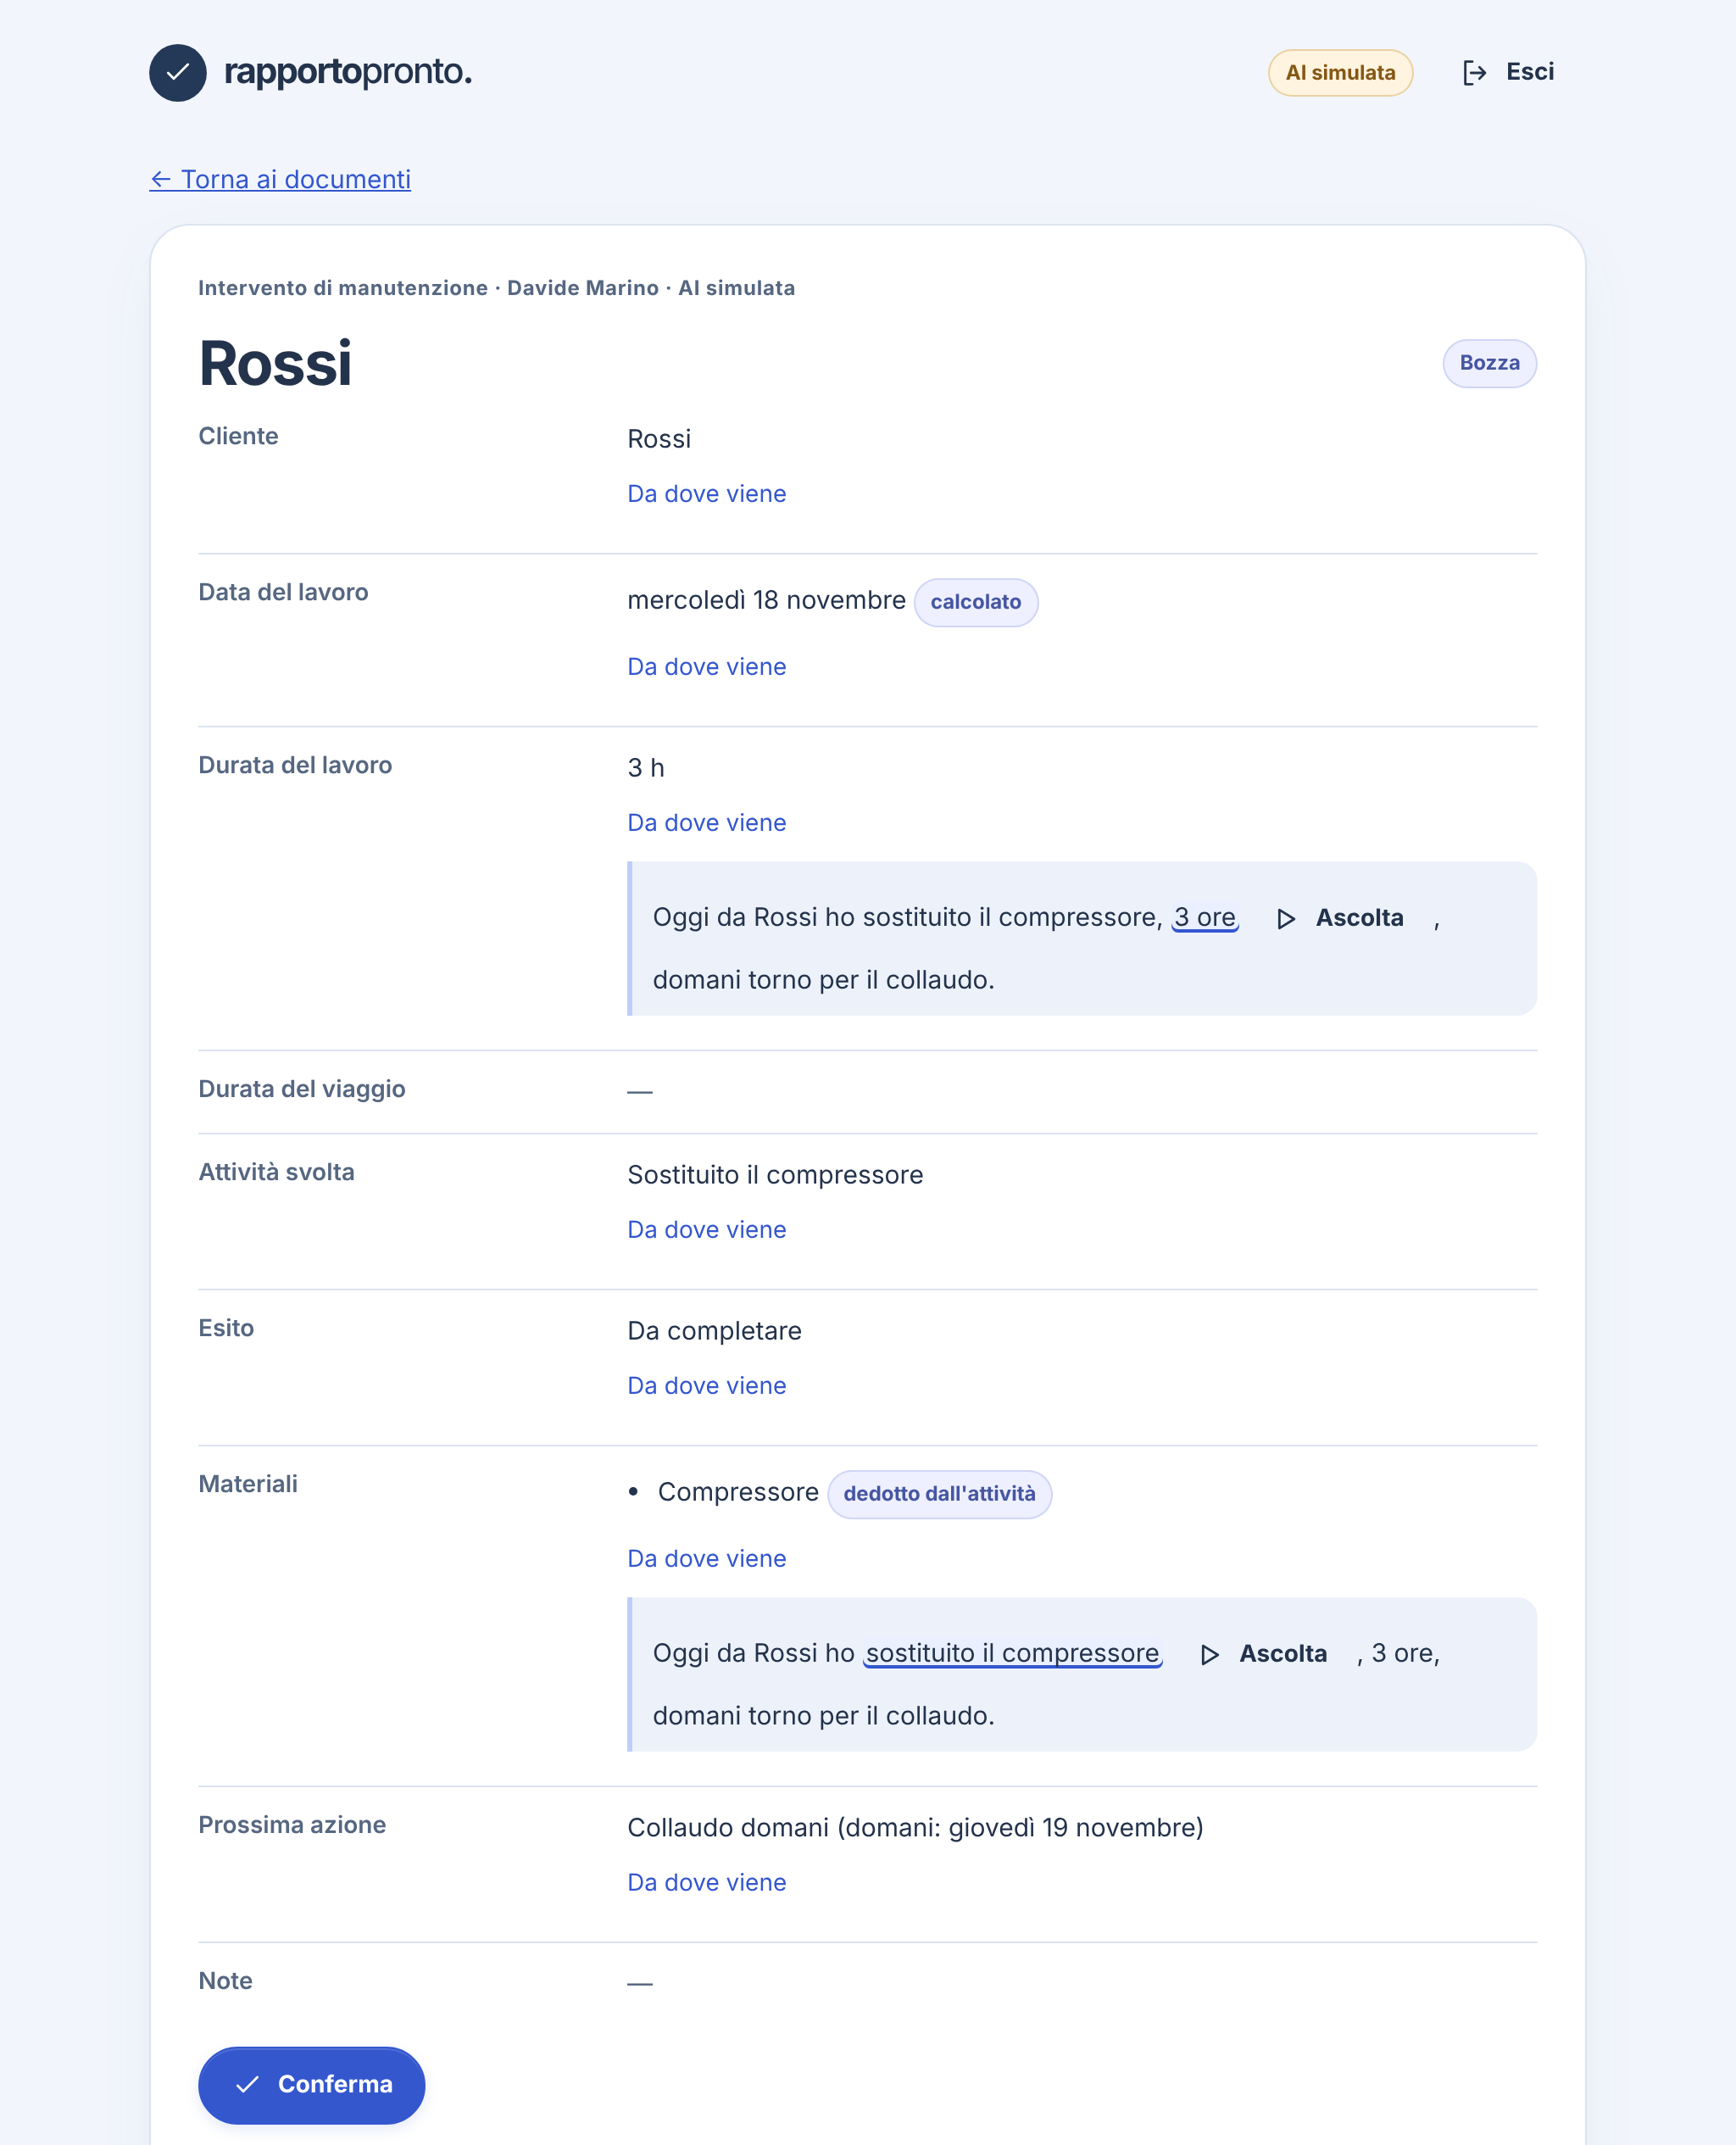 rapportopronto.
AI simulata
Esci
← Torna ai documenti
Intervento di manutenzione · Davide Marino · AI simulata
Rossi
Bozza
Cliente
Rossi
Da dove viene
Data del lavoro
mercoledì 18 novembre calcolato
Da dove viene
Durata del lavoro
3 h
Da dove viene
Oggi da Rossi ho sostituito il compressore, 3 ore Ascolta ,
domani torno per il collaudo.
Durata del viaggio
—
Attività svolta
Sostituito il compressore
Da dove viene
Esito
Da completare
Da dove viene
Materiali
• Compressore dedotto dall'attività
Da dove viene
Oggi da Rossi ho sostituito il compressore Ascolta , 3 ore,
domani torno per il collaudo.
Prossima azione
Collaudo domani (domani: giovedì 19 novembre)
Da dove viene
Note
—
Conferma